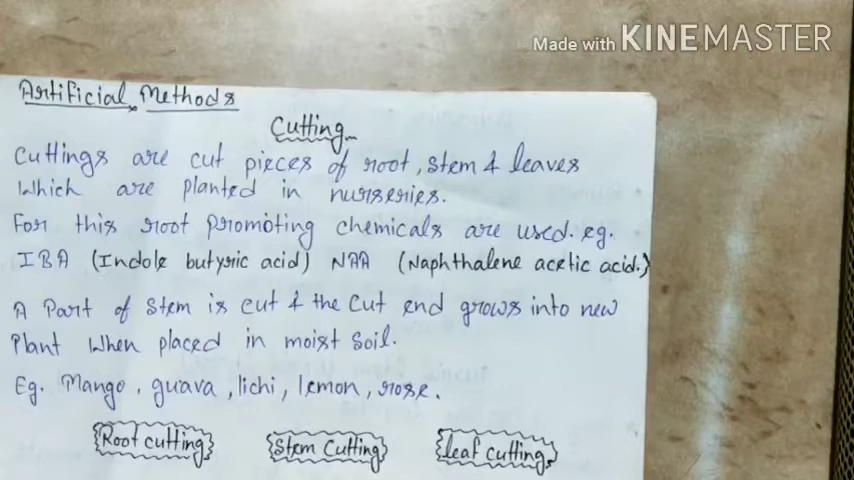 Made with KINEMASTER
Artificial Methods
Cutting
Cuttings are cut pieces of root, stem & leaves
which are planted in nurseries.
For this root promoting chemicals are used. eg.
IBA (Indole butyric acid) NAA (Naphthalene acetic acid.)
A Part of Stem is cut & the cut end grows into new
Plant when placed in moist soil.
Eg. Mango, guava, lichi, lemon, rose.
Root cutting Stem Cutting leaf cutting